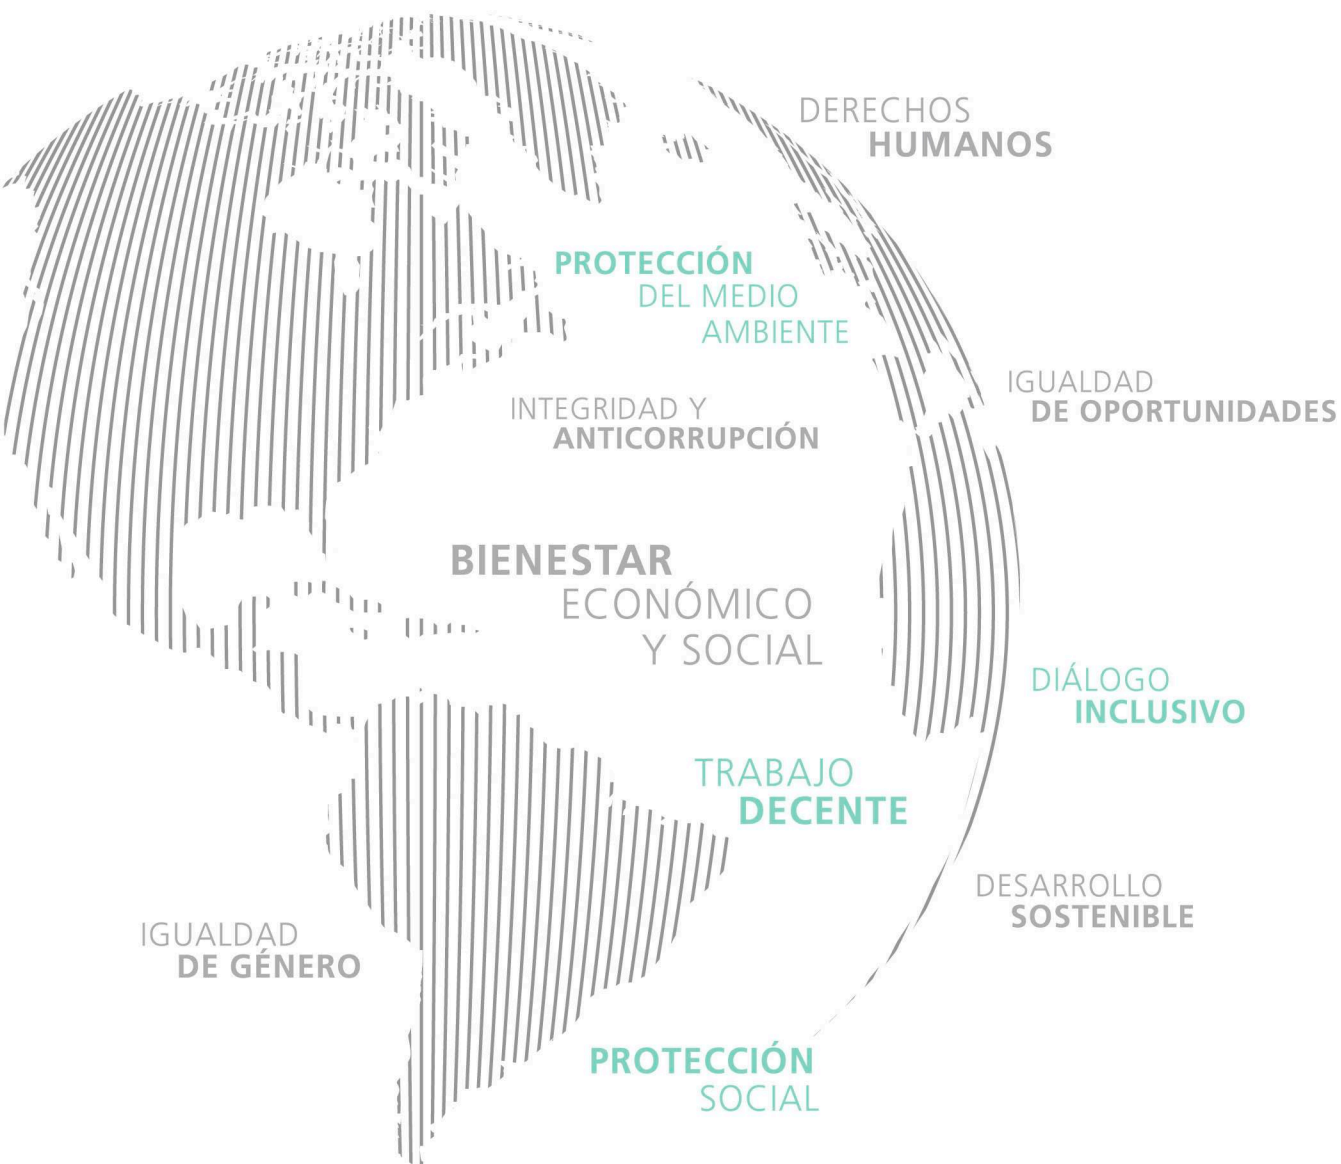 DERECHOS
HUMANOS
PROTECCIÓN
DEL MEDIO
AMBIENTE
IGUALDAD
DE OPORTUNIDADES
INTEGRIDAD Y
ANTICORRUPCIÓN
BIENESTAR
ECONÓMICO
Y SOCIAL
DIÁLOGO
INCLUSIVO
TRABAJO
DECENTE
DESARROLLO
SOSTENIBLE
IGUALDAD
DE GÉNERO
PROTECCIÓN
SOCIAL